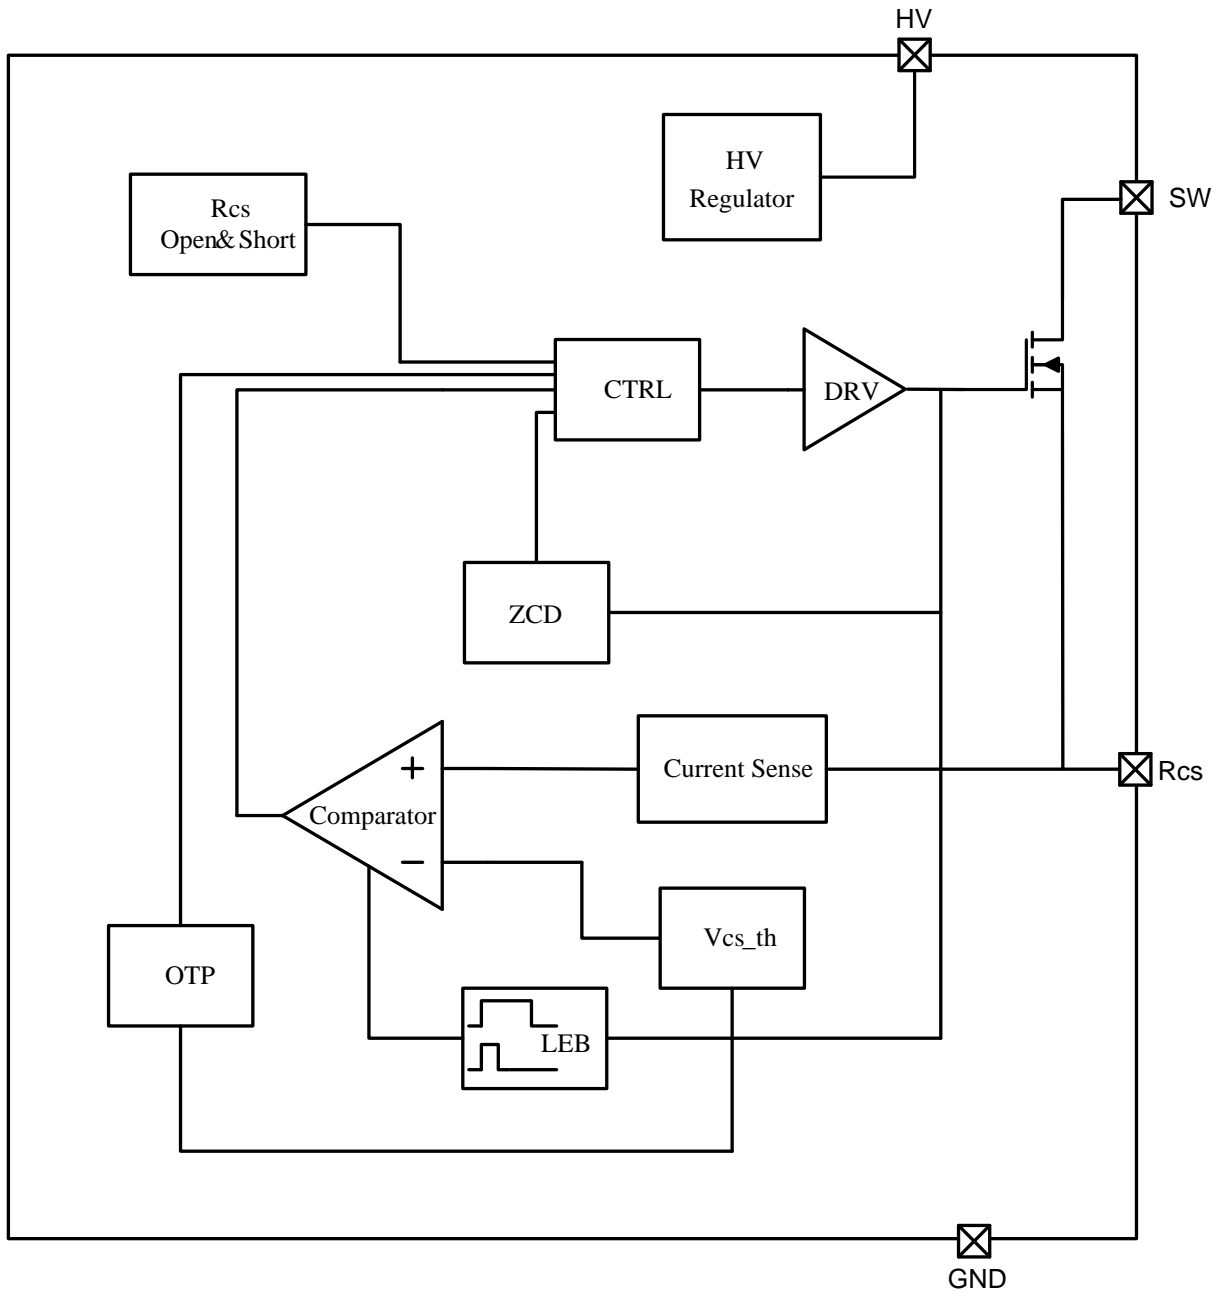 HV
HV
Regulator
SW
Rcs
Open& Short
CTRL
DRV
ZCD
+
Current Sense
Rcs
Comparator
−
Vcs_th
OTP
LEB
GND